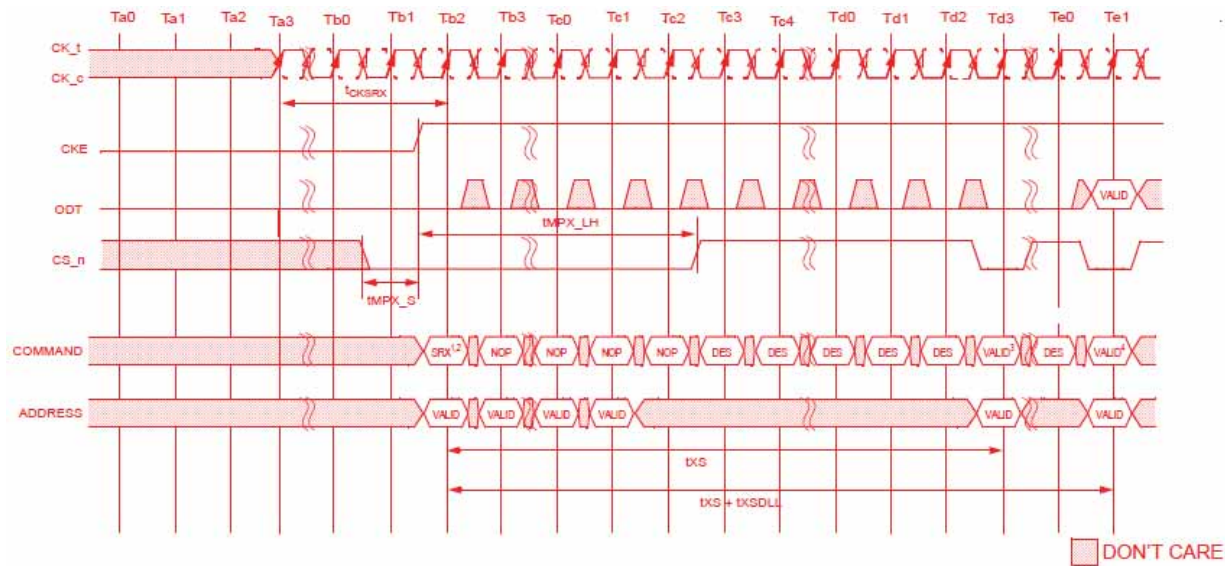 Ta0 Ta1 Ta2 Ta3 Tb0 Tb1 Tb2 Tb3 Tc0 Tc1 Tc2 Tc3 Tc4 Td0 Td1 Td2 Td3 Te0 Te1
CK_t
CK_c
tCKSRX
CKE
ODT
VALID
tMPX_LH
CS_n
tMPX_S
COMMAND SRX1,2 NOP NOP NOP NOP DES DES DES DES DES VALID3 DES VALID4
ADDRESS VALID VALID VALID VALID VALID VALID
tXS
tXS + tXSDLL
DON'T CARE